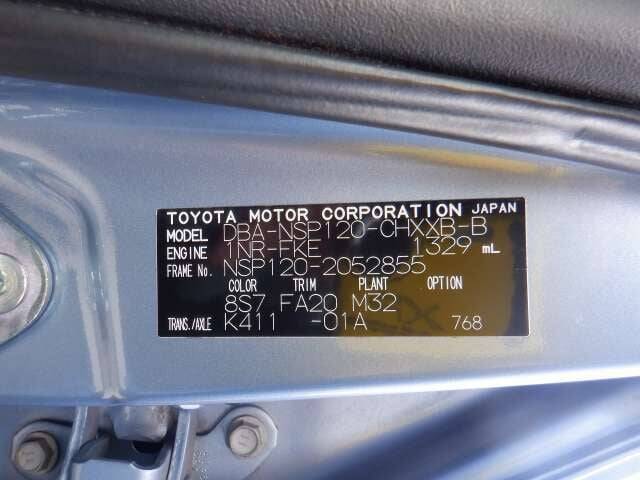 TOYOTA MOTOR CORPORATION JAPAN
MODEL DBA-NSP120-CHXXB-B
ENGINE 1NR-FKE 1329 mL
FRAME No. NSP120-2052855
COLOR TRIM PLANT OPTION
8S7 FA20 M32
TRANS./AXLE K411 -01A 768